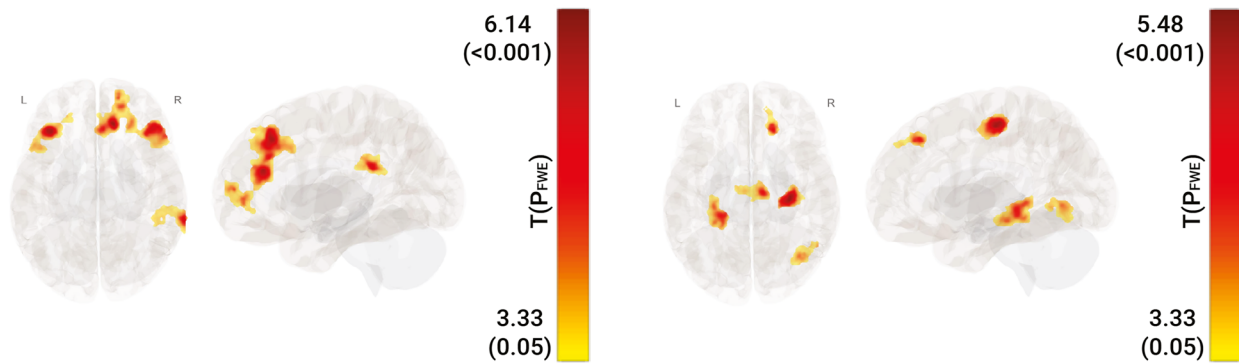 6.14
(<0.001)
L
R
T(PFWE)
3.33
(0.05)
5.48
(<0.001)
L
R
T(PFWE)
3.33
(0.05)